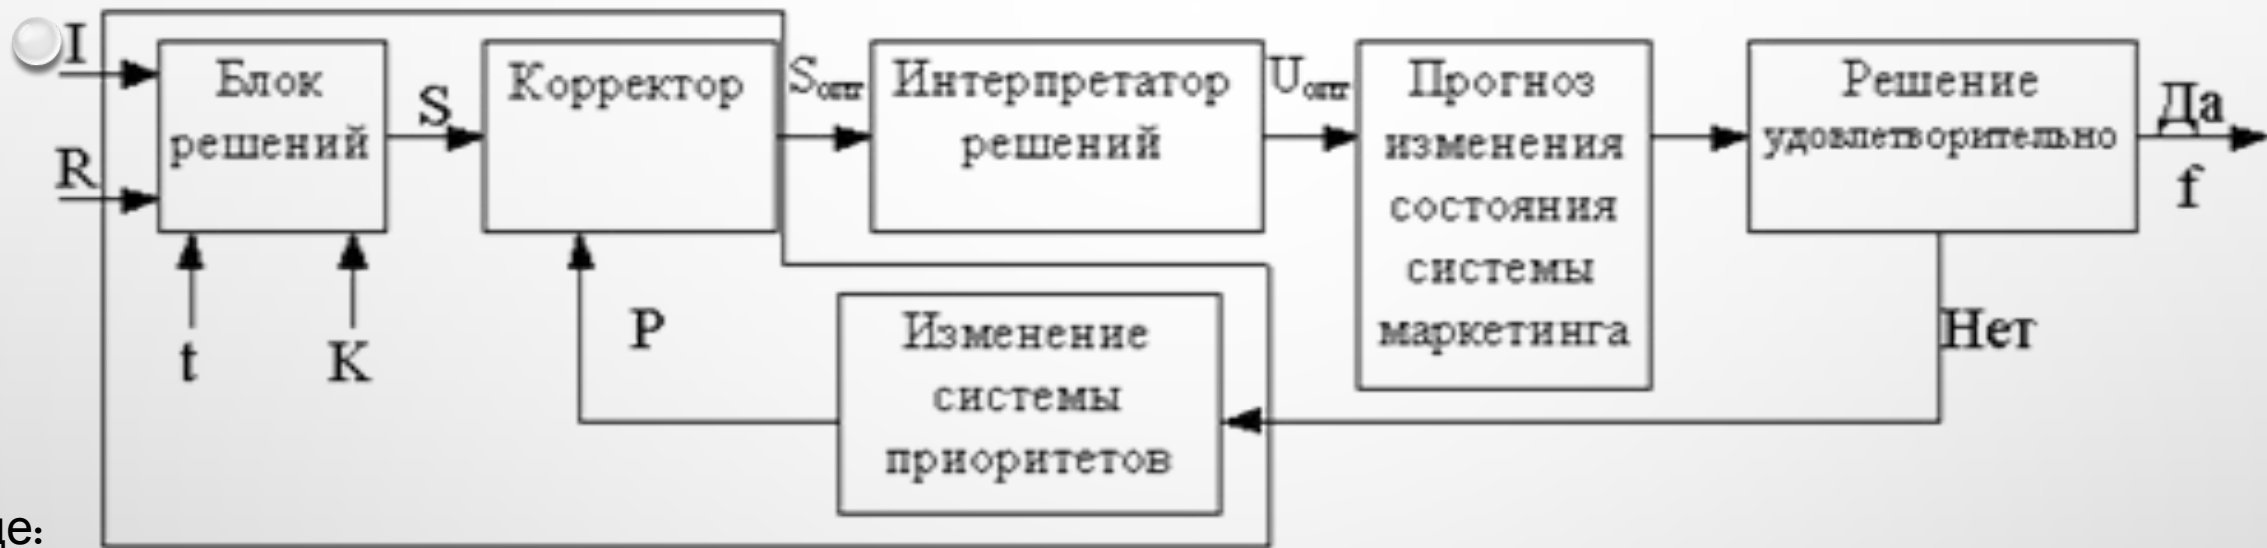 I
R
Блок
решений
t
K
S
Корректор
Sопт
Интерпретатор
решений
Uопт
Прогноз
изменения
состояния
системы
маркетинга
Решение
удовлетворительно
Да
f
Нет
P
Изменение
системы
приоритетов